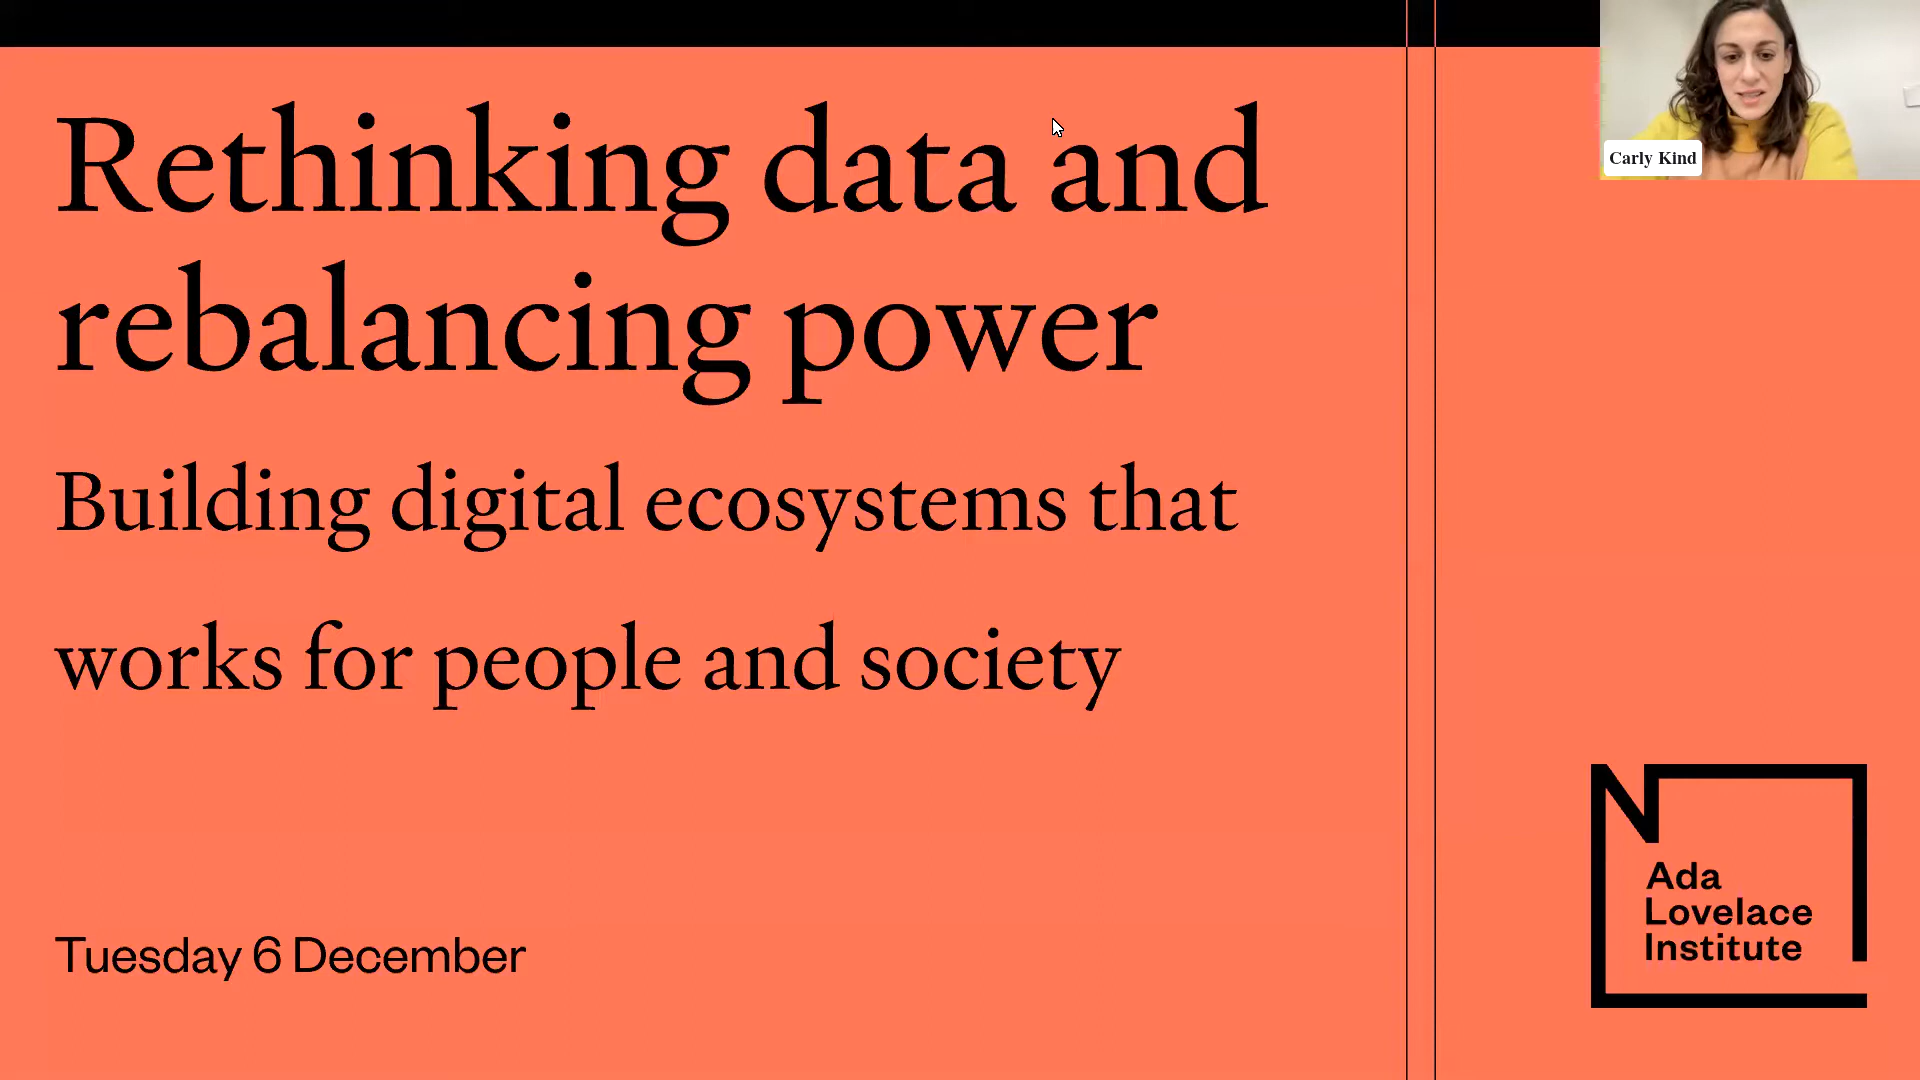 Rethinking data and
rebalancing power
Building digital ecosystems that
works for people and society
Tuesday 6 December
Carly Kind
Ada
Lovelace
Institute